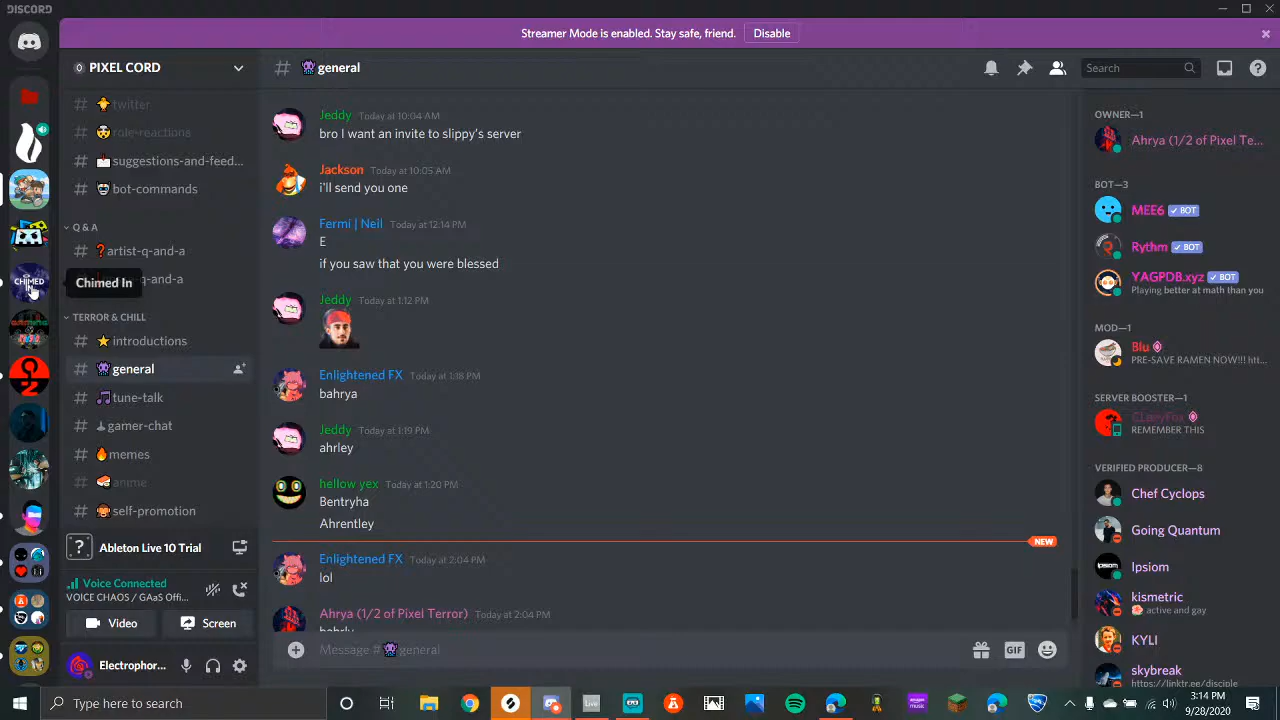 DISCORD
Streamer Mode is enabled. Stay safe, friend.
Disable
PIXEL CORD
general
Search
twitter
role-reactions
suggestions-and-feed...
bot-commands
Q & A
artist-q-and-a
q-and-a
CHIMED IN
Chimed In
TERROR & CHILL
introductions
general
tune-talk
gamer-chat
memes
anime
self-promotion
Ableton Live 10 Trial
Voice Connected
VOICE CHAOS / GAaS Offi...
Video
Screen
Electrophor...
Jeddy Today at 10:04 AM
bro I want an invite to slippy's server
Jackson Today at 10:05 AM
i'll send you one
Fermi | Neil Today at 12:14 PM
E
if you saw that you were blessed
Jeddy Today at 1:12 PM
Enlightened FX Today at 1:18 PM
bahrya
Jeddy Today at 1:19 PM
ahrley
hellow yex Today at 1:20 PM
Bentryha
Ahrentley
NEW
Enlightened FX Today at 2:04 PM
lol
Ahrya (1/2 of Pixel Terror) Today at 2:04 PM
Message # general
GIF
OWNER—1
Ahrya (1/2 of Pixel Te...
BOT—3
MEE6 ✓ BOT
Rythm ✓ BOT
YAGPDB.xyz ✓ BOT
Playing better at math than you
MOD—1
Blu
PRE-SAVE RAMEN NOW!!! htt...
SERVER BOOSTER—1
CLeeyFox
REMEMBER THIS
VERIFIED PRODUCER—8
Chef Cyclops
Going Quantum
Ipsiom
kismetric
active and gay
KYLI
skybreak
https://linktr.ee/disciple
Type here to search
Live
music
3:14 PM
9/28/2020